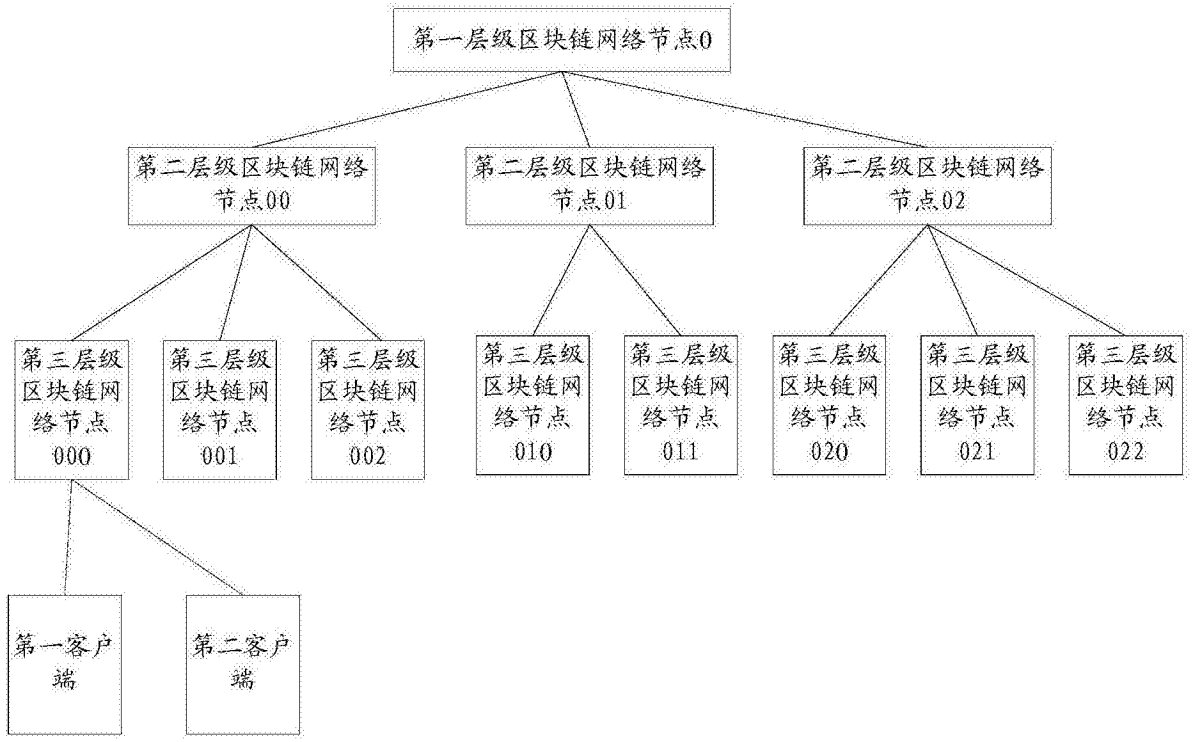 第一层级区块链网络节点0
第二层级区块链网络
节点00
第二层级区块链网络
节点01
第二层级区块链网络
节点02
第三层级
区块链网
络节点
000
第三层级
区块链网
络节点
001
第三层级
区块链网
络节点
002
第三层级
区块链网
络节点
010
第三层级
区块链网
络节点
011
第三层级
区块链网
络节点
020
第三层级
区块链网
络节点
021
第三层级
区块链网
络节点
022
第一客户
端
第二客户
端